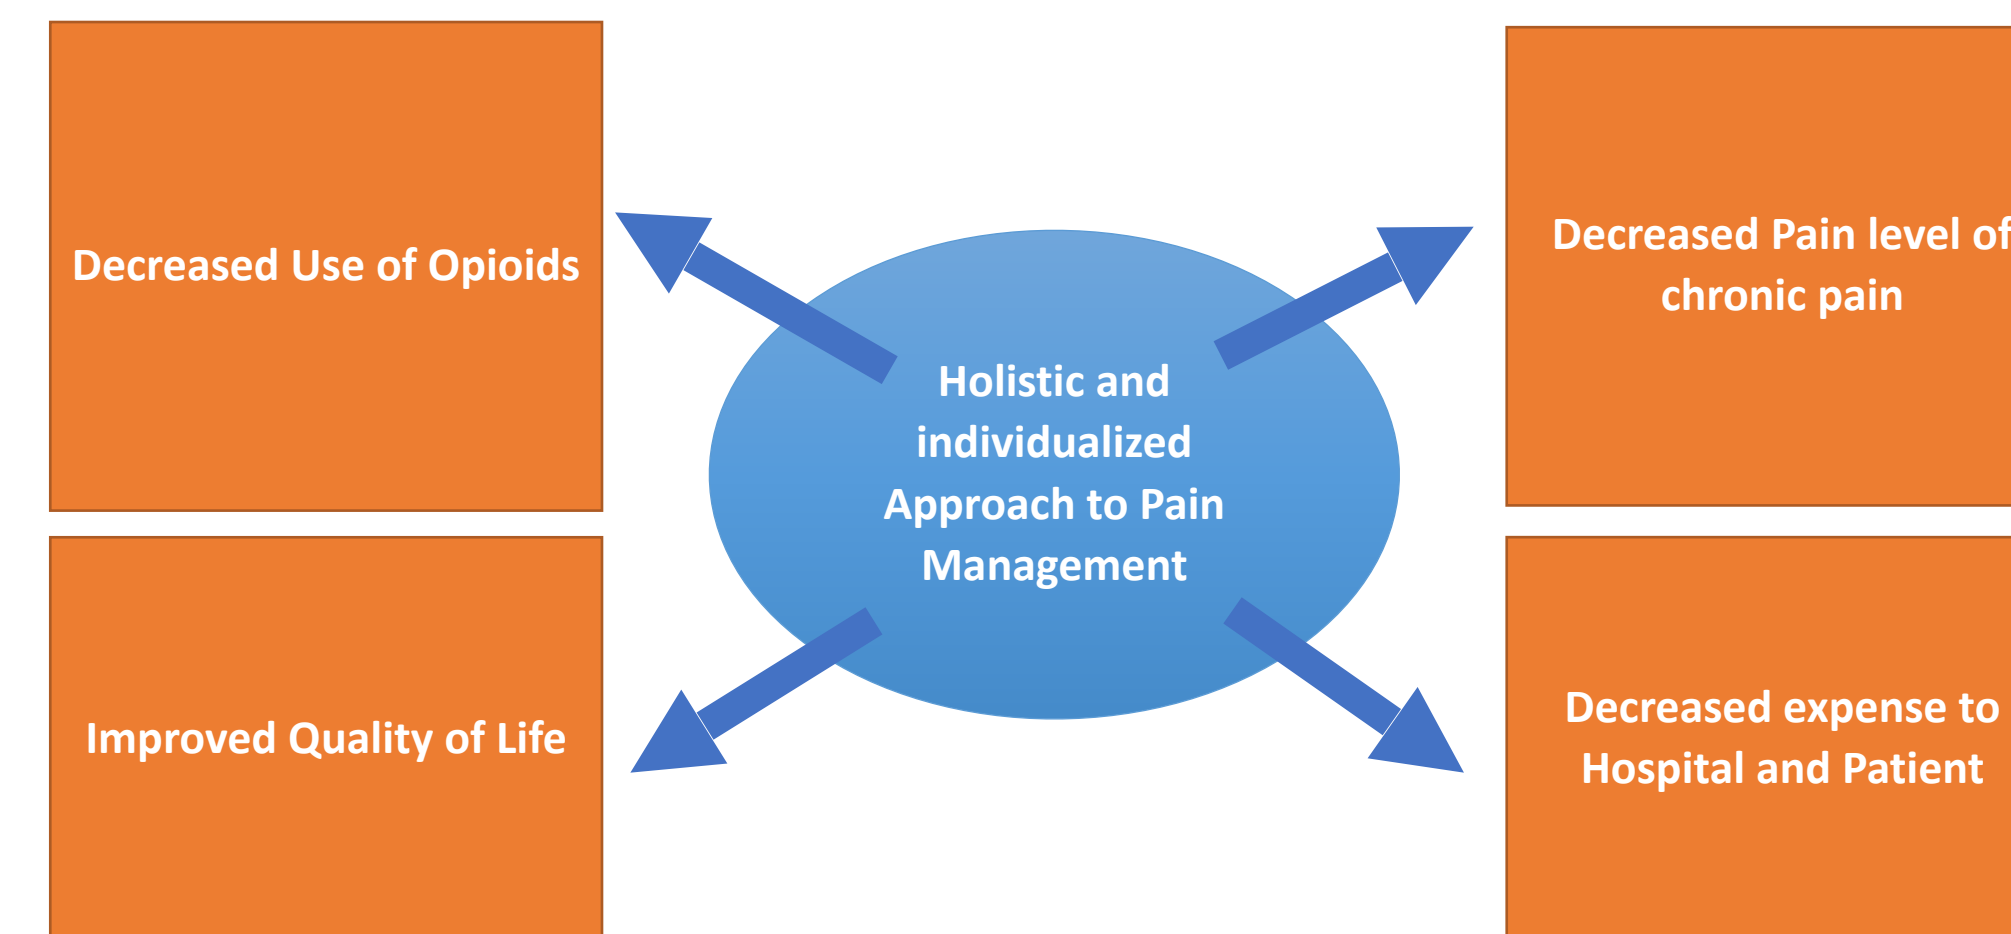 Decreased Use of Opioids
Decreased Pain level of
chronic pain
Holistic and
individualized
Approach to Pain
Management
Improved Quality of Life
Decreased expense to
Hospital and Patient